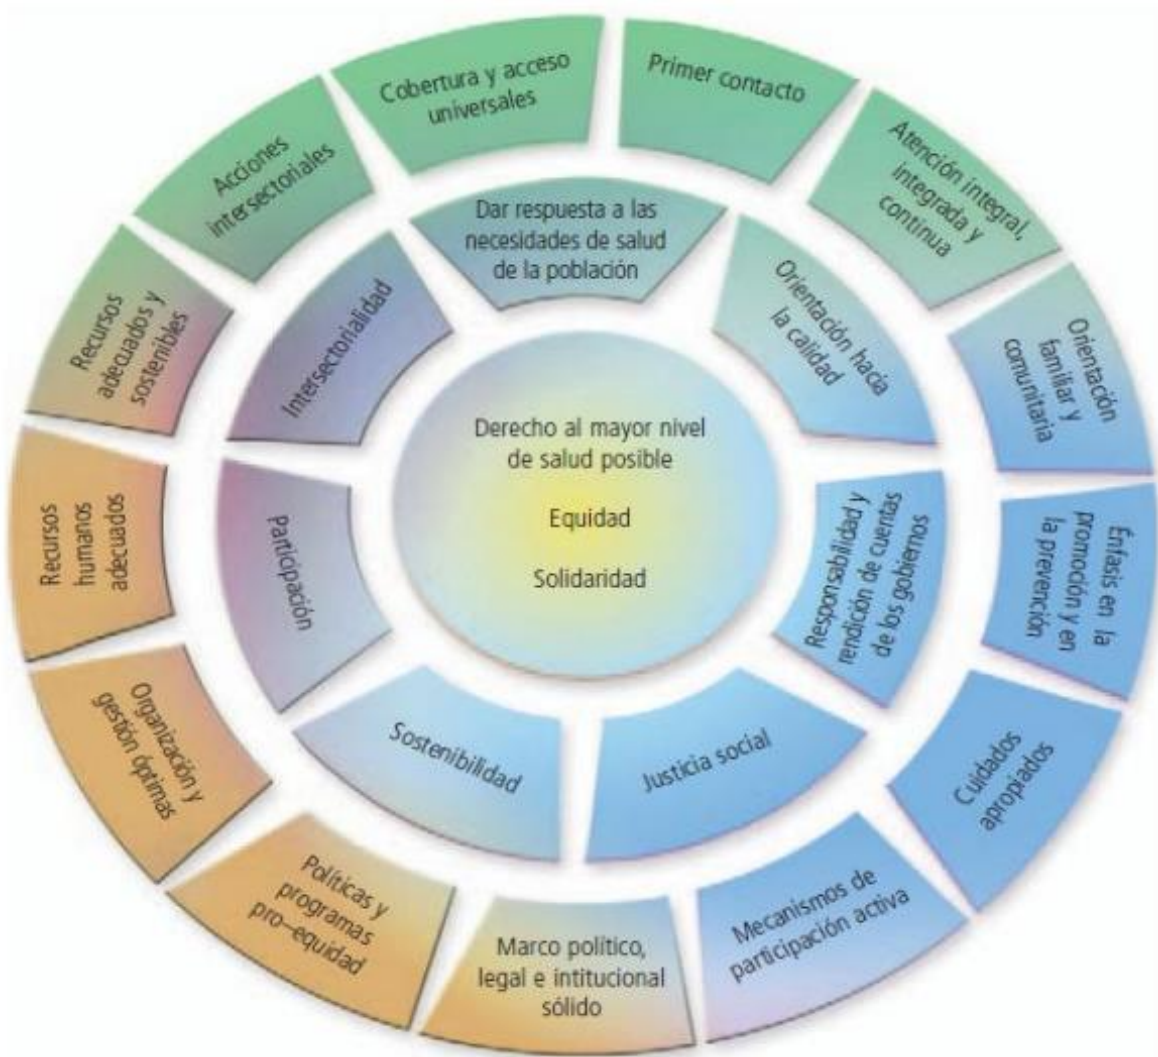 Cobertura y acceso
universales
Primer contacto
Atención integral,
integrada y
continua
Orientación
familiar y
comunitaria
Énfasis en la
promoción y en
la prevención
Cuidados
apropiados
Mecanismos de
participación activa
Marco político,
legal e intitucional
sólido
Políticas y
programas
pro–equidad
Organización y
gestión óptimas
Recursos
humanos
adecuados
Recursos
adecuados y
sostenibles
Acciones
intersectoriales
Dar respuesta a las
necesidades de salud
de la población
Orientación hacía
la calidad
Responsabilidad y
rendición de cuentas
de los gobiernos
Justicia social
Sostenibilidad
Participación
Intersectorialidad
Derecho al mayor nivel
de salud posible
Equidad
Solidaridad